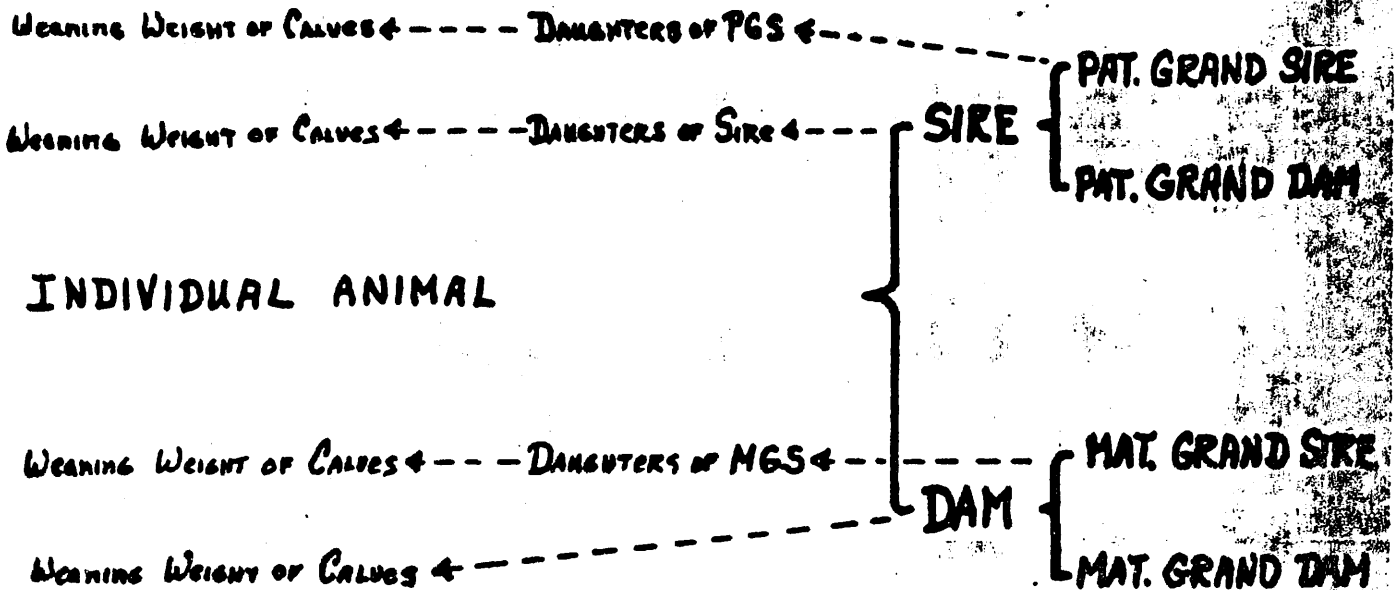 Weaning Weight of Calves Daughters of PGS
PAT. GRAND SIRE
Weaning Weight of Calves Daughters of Sire SIRE
PAT. GRAND DAM
INDIVIDUAL ANIMAL
Weaning Weight of Calves Daughters of MGS MAT. GRAND SIRE
DAM
Weaning Weight of Calves MAT. GRAND DAM